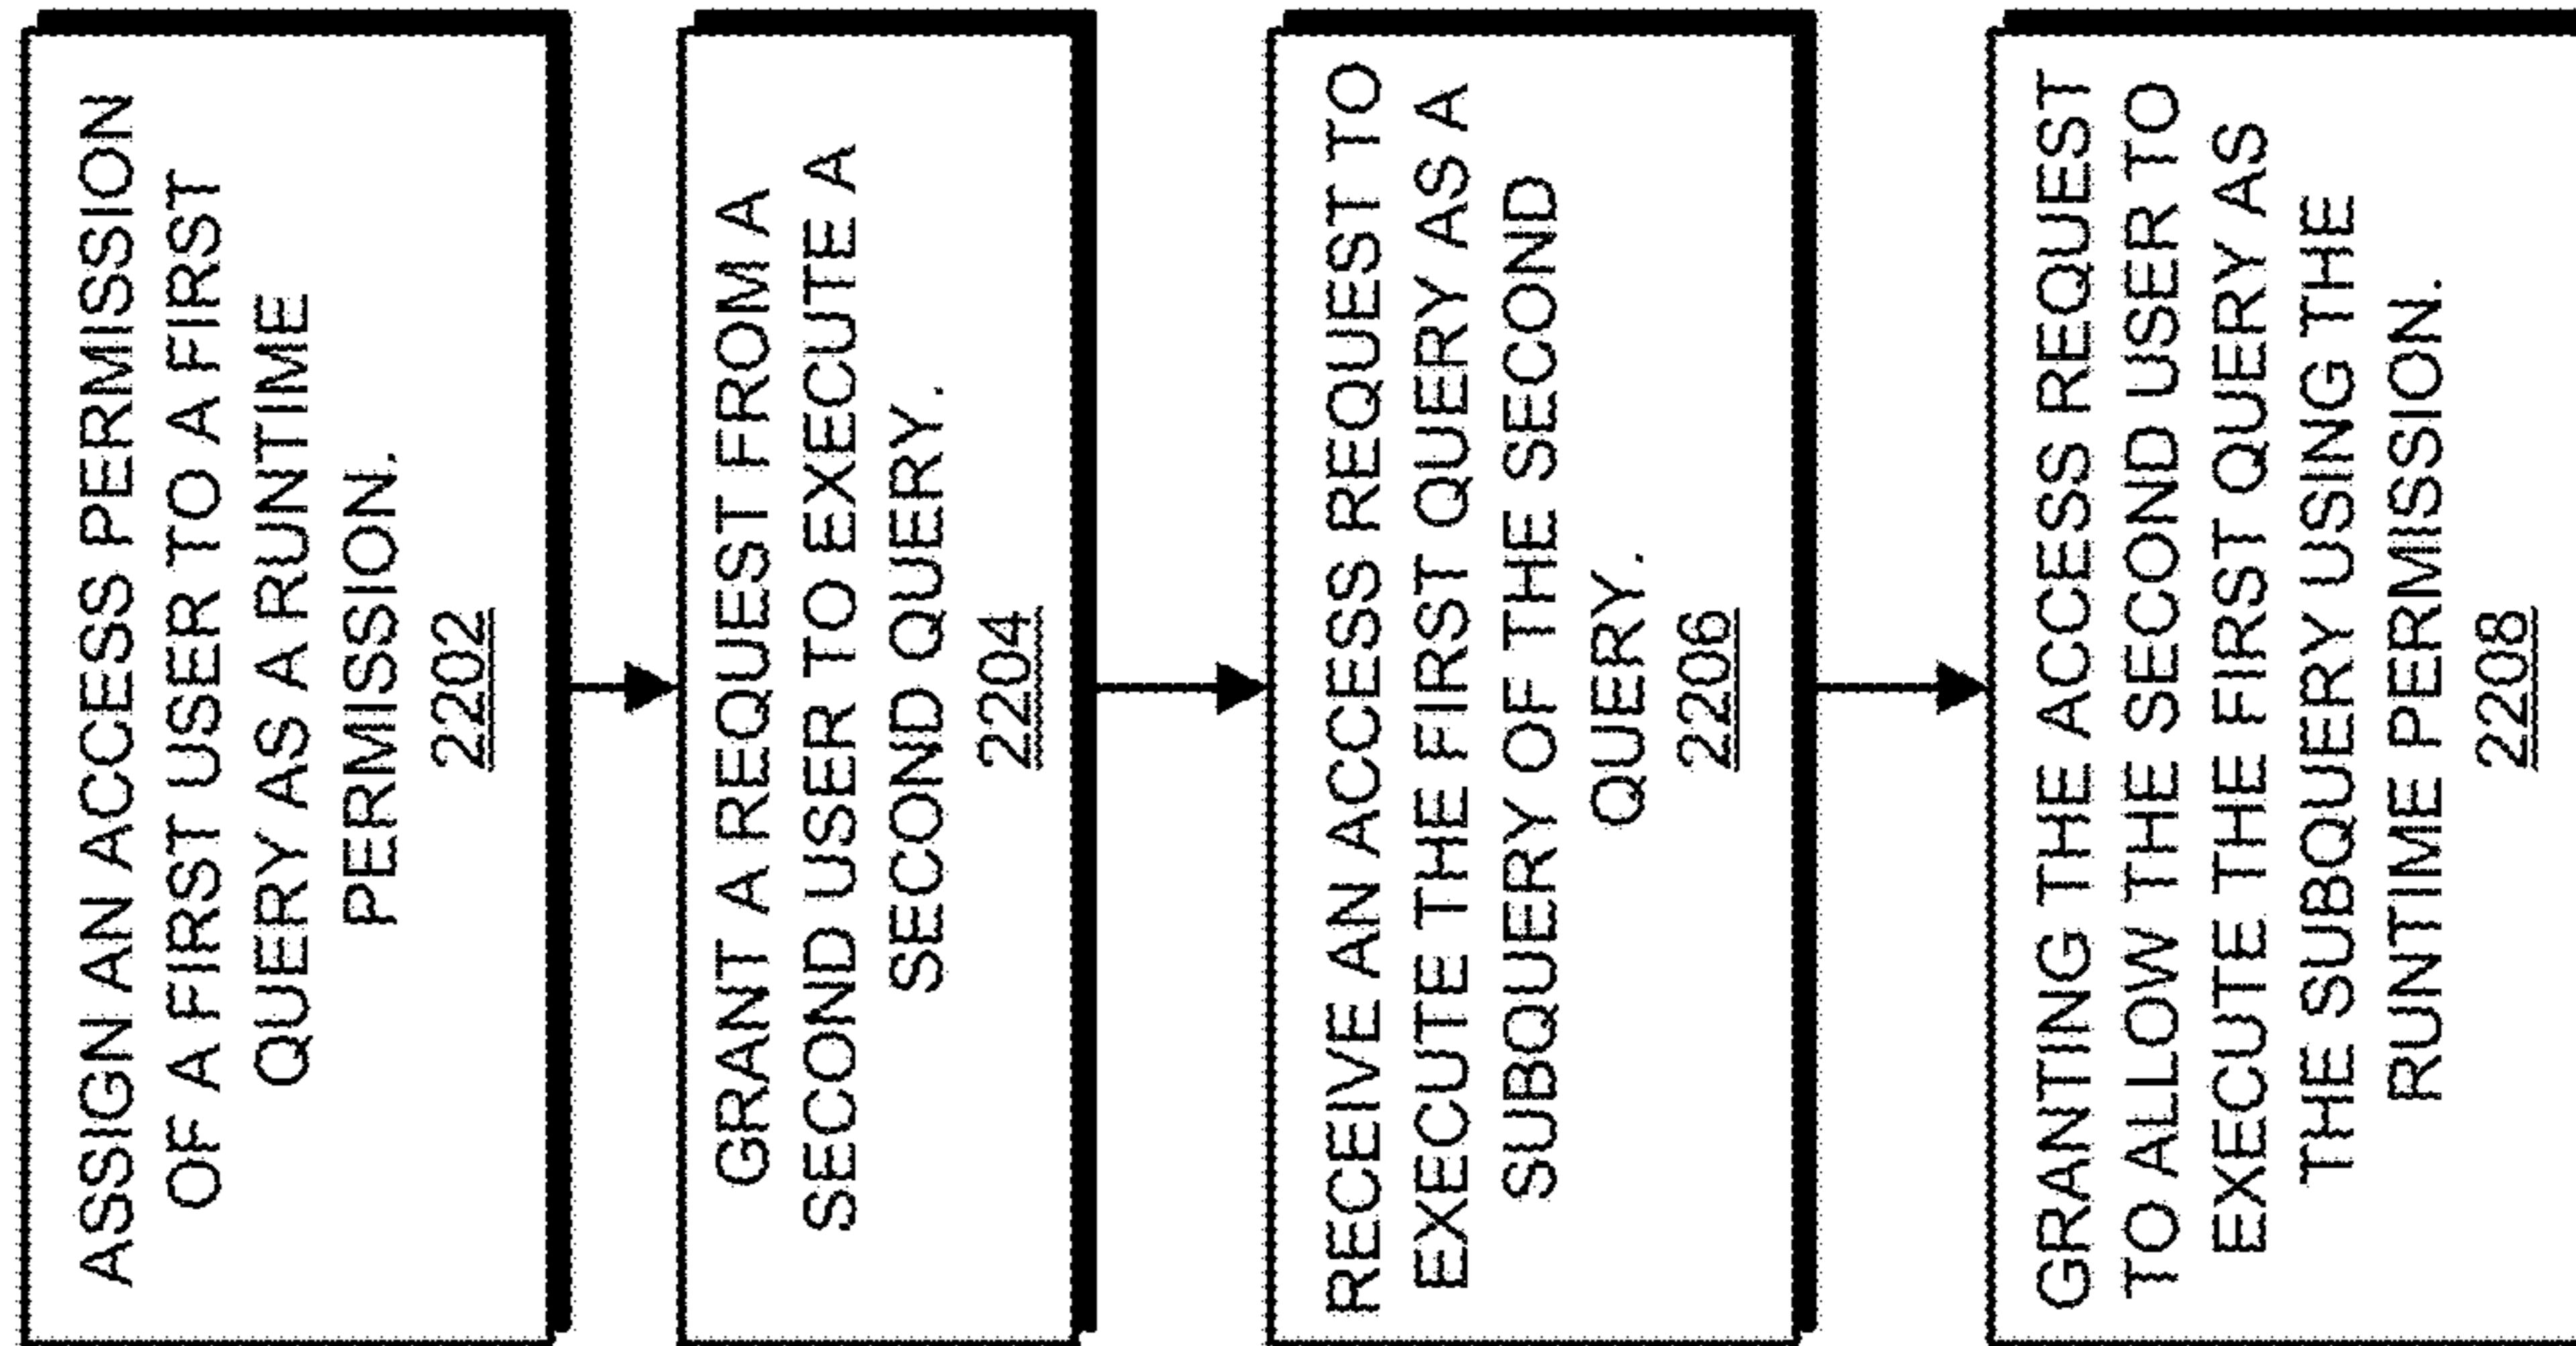 ASSIGN AN ACCESS PERMISSION
OF A FIRST USER TO A FIRST
QUERY AS A RUNTIME
PERMISSION.
2202
GRANT A REQUEST FROM A
SECOND USER TO EXECUTE A
SECOND QUERY.
2204
RECEIVE AN ACCESS REQUEST TO
EXECUTE THE FIRST QUERY AS A
SUBQUERY OF THE SECOND
QUERY.
2206
GRANTING THE ACCESS REQUEST
TO ALLOW THE SECOND USER TO
EXECUTE THE FIRST QUERY AS
THE SUBQUERY USING THE
RUNTIME PERMISSION.
2208